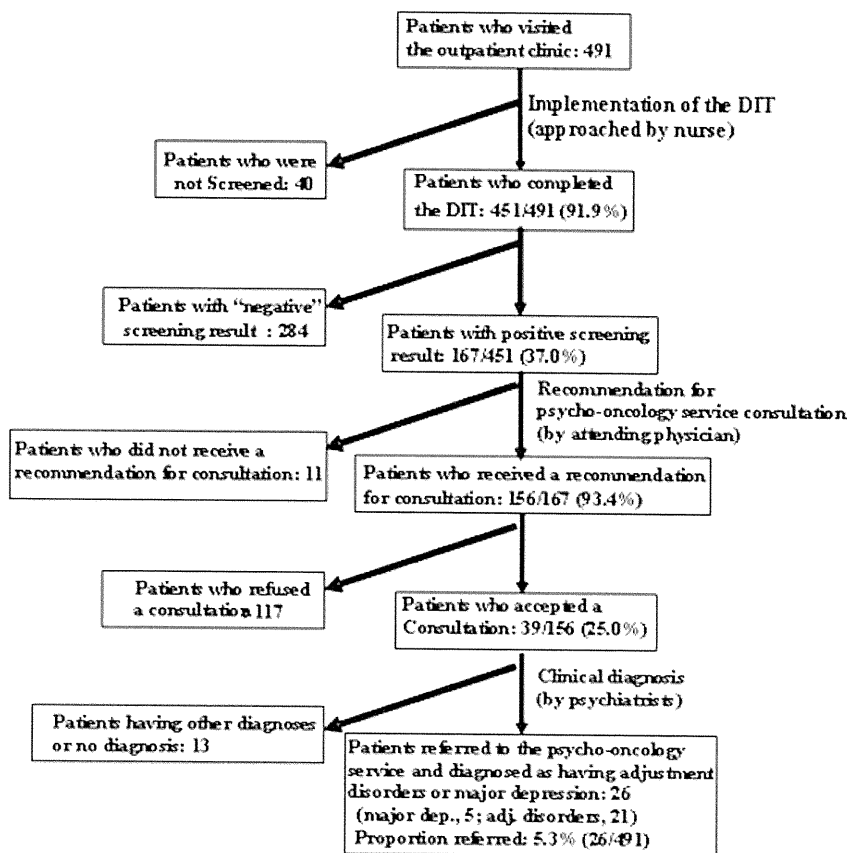 Patients who visited
the outpatient clinic: 491
Implementation of the DIT
(approached by nurse)
Patients who were
not Screened: 40
Patients who completed
the DIT: 451/491 (91.9%)
Patients with “negative”
screening result : 284
Patients with positive screening
result: 167/451 (37.0%)
Recommendation for
psycho-oncology service consultation
(by attending physician)
Patients who did not receive a
recommendation for consultation: 11
Patients who received a recommendation
for consultation: 156/167 (93.4%)
Patients who refused
a consultation: 117
Patients who accepted a
Consultation: 39/156 (25.0%)
Clinical diagnosis
(by psychiatrists)
Patients having other diagnoses
or no diagnosis: 13
Patients referred to the psycho-oncology
service and diagnosed as having adjustment
disorders or major depression: 26
(major dep., 5; adj. disorders, 21)
Proportion referred: 5.3% (26/491)